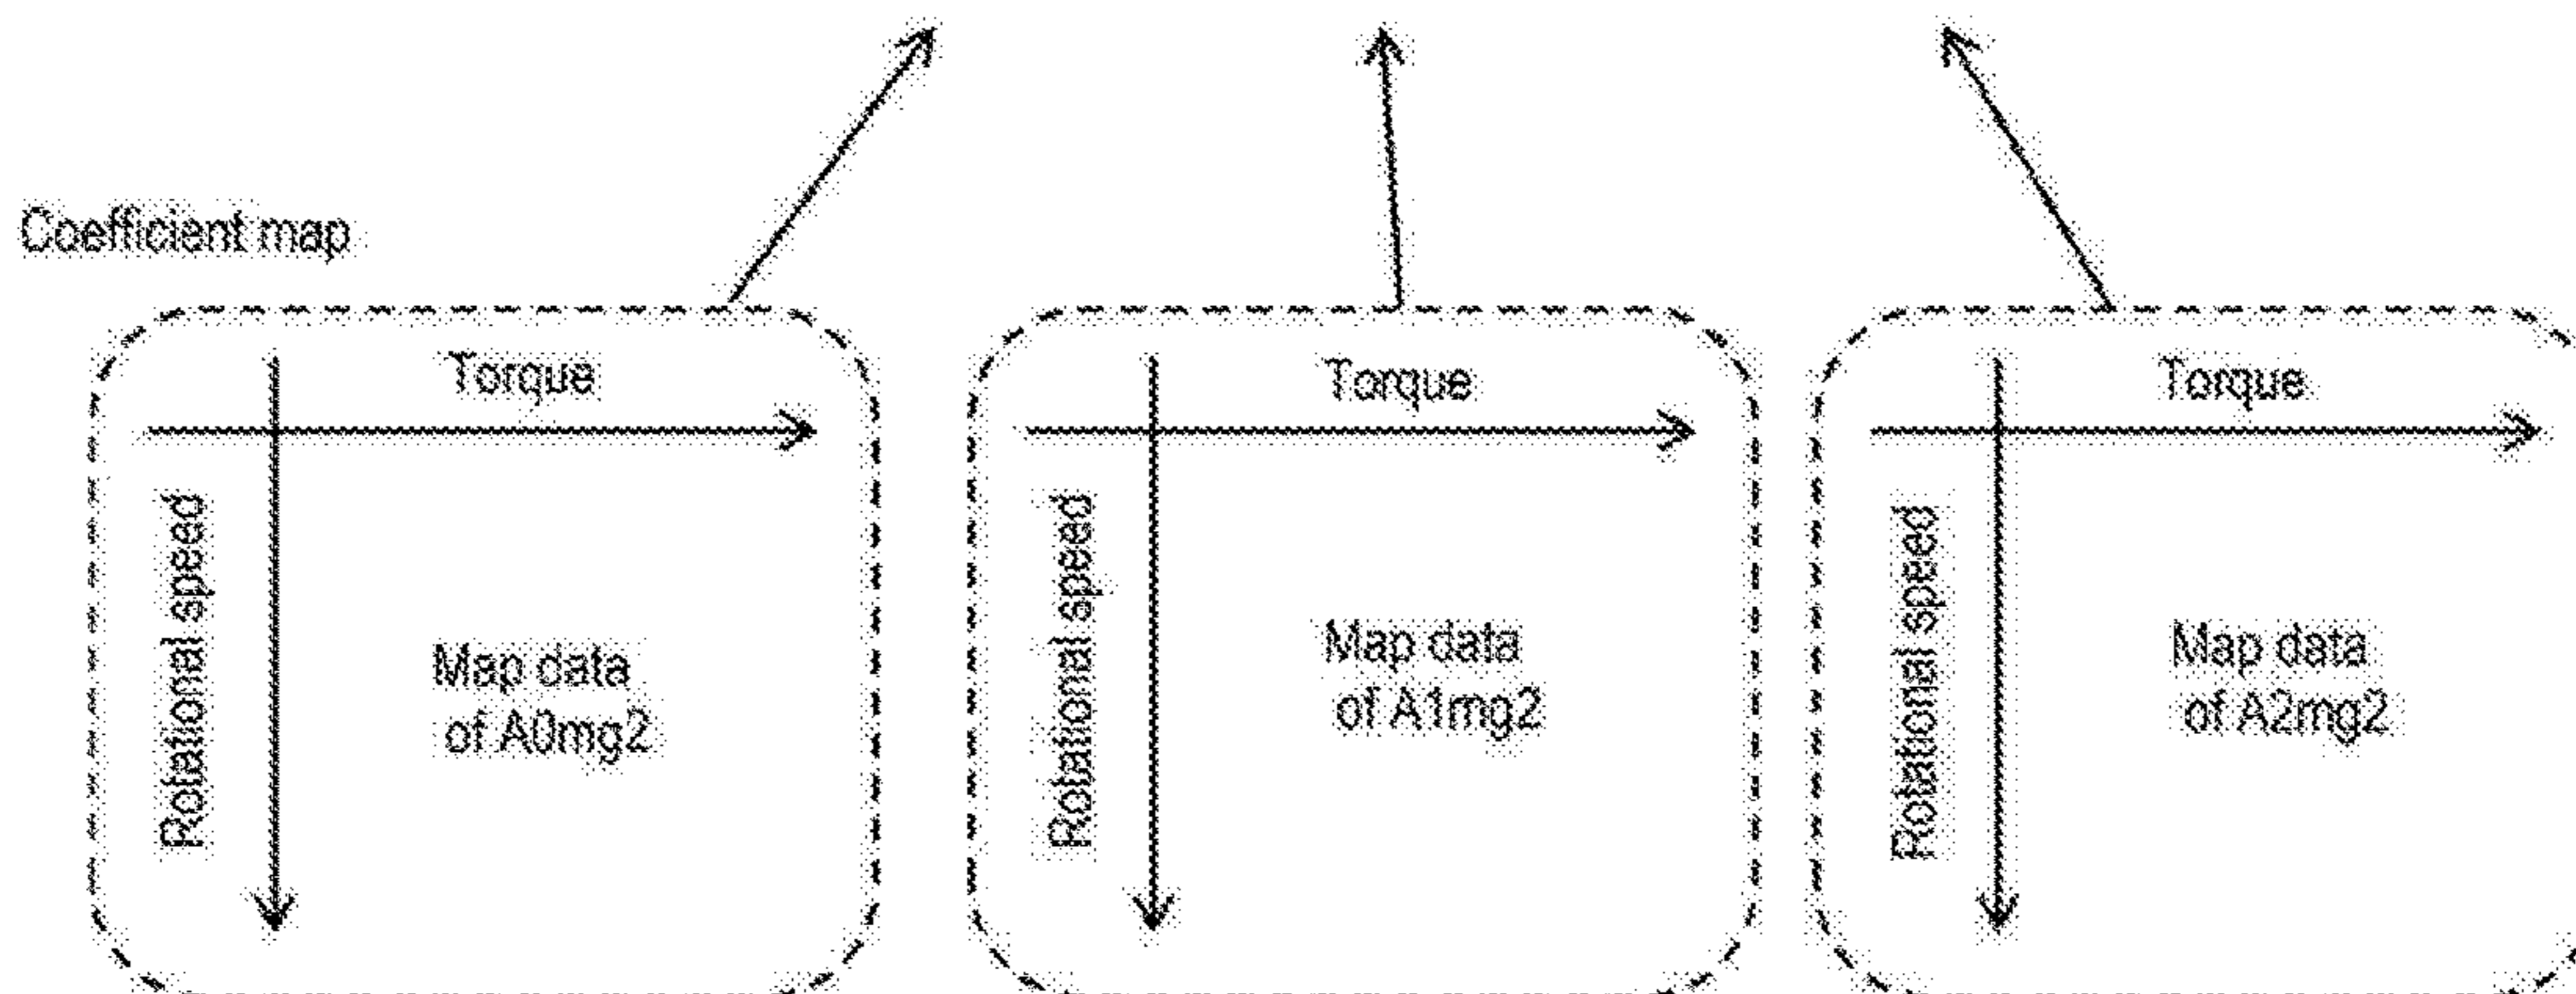 Coefficient map
Torque
Rotational speed
Map data
of A0mg2
Torque
Rotational speed
Map data
of A1mg2
Torque
Rotational speed
Map data
of A2mg2